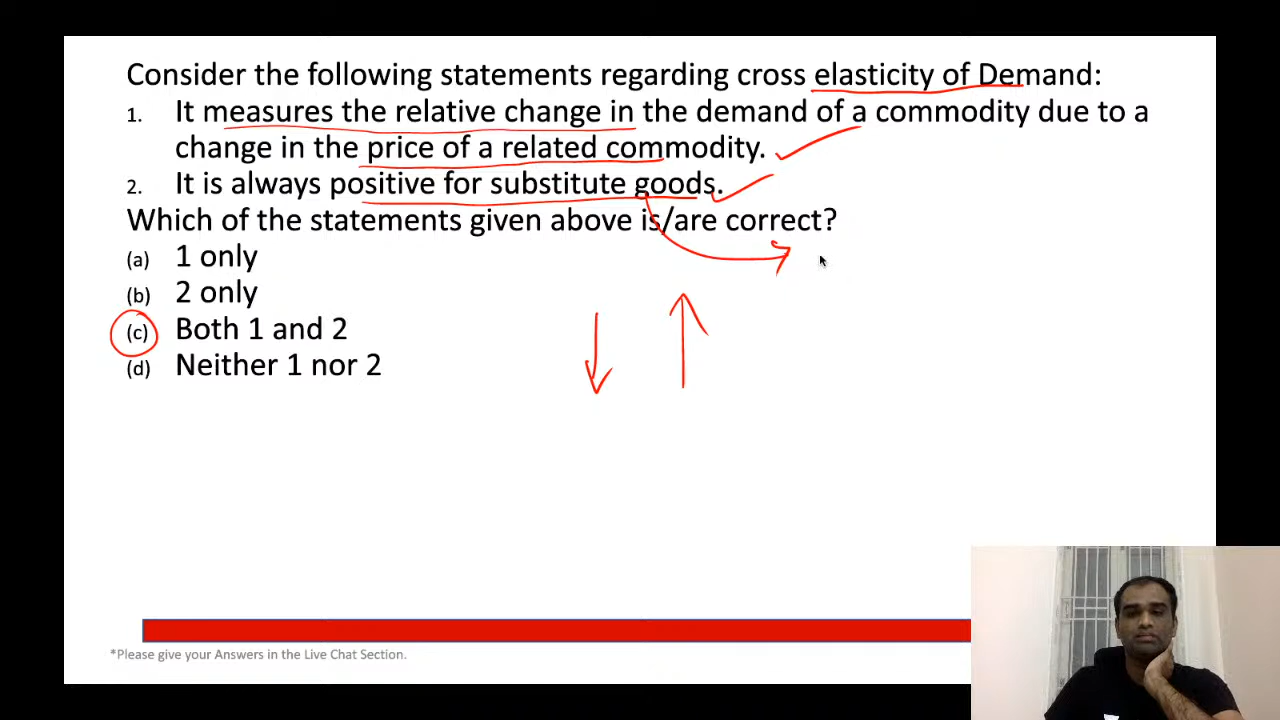 Consider the following statements regarding cross elasticity of Demand:
1. It measures the relative change in the demand of a commodity due to a
change in the price of a related commodity.
2. It is always positive for substitute goods.
Which of the statements given above is/are correct?
(a) 1 only
(b) 2 only
(c) Both 1 and 2
(d) Neither 1 nor 2
*Please give your Answers in the Live Chat Section.